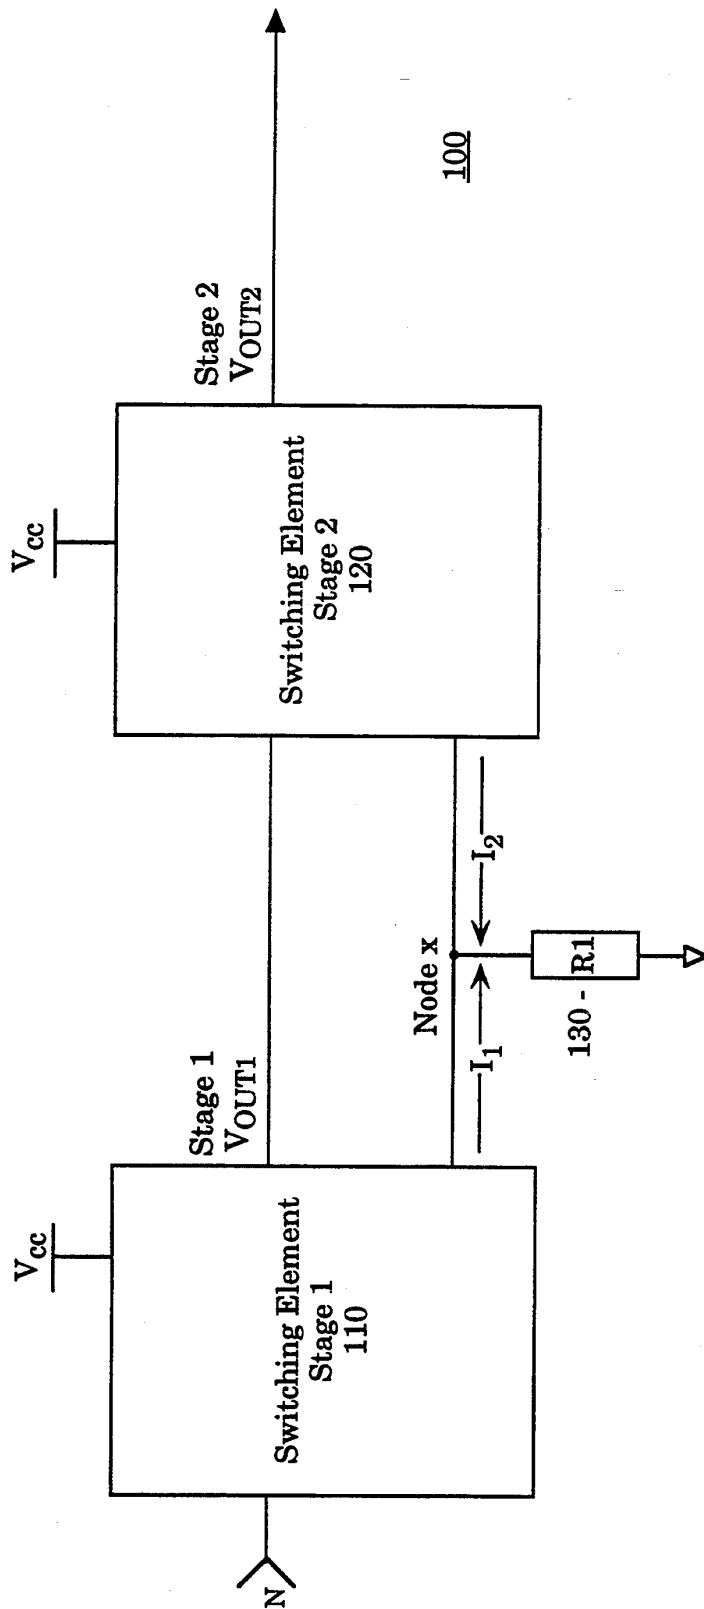 N
Vcc
Switching Element
Stage 1
110
Stage 1
VOUT1
Node x
I1
I2
130 - R1
Vcc
Switching Element
Stage 2
120
Stage 2
VOUT2
100